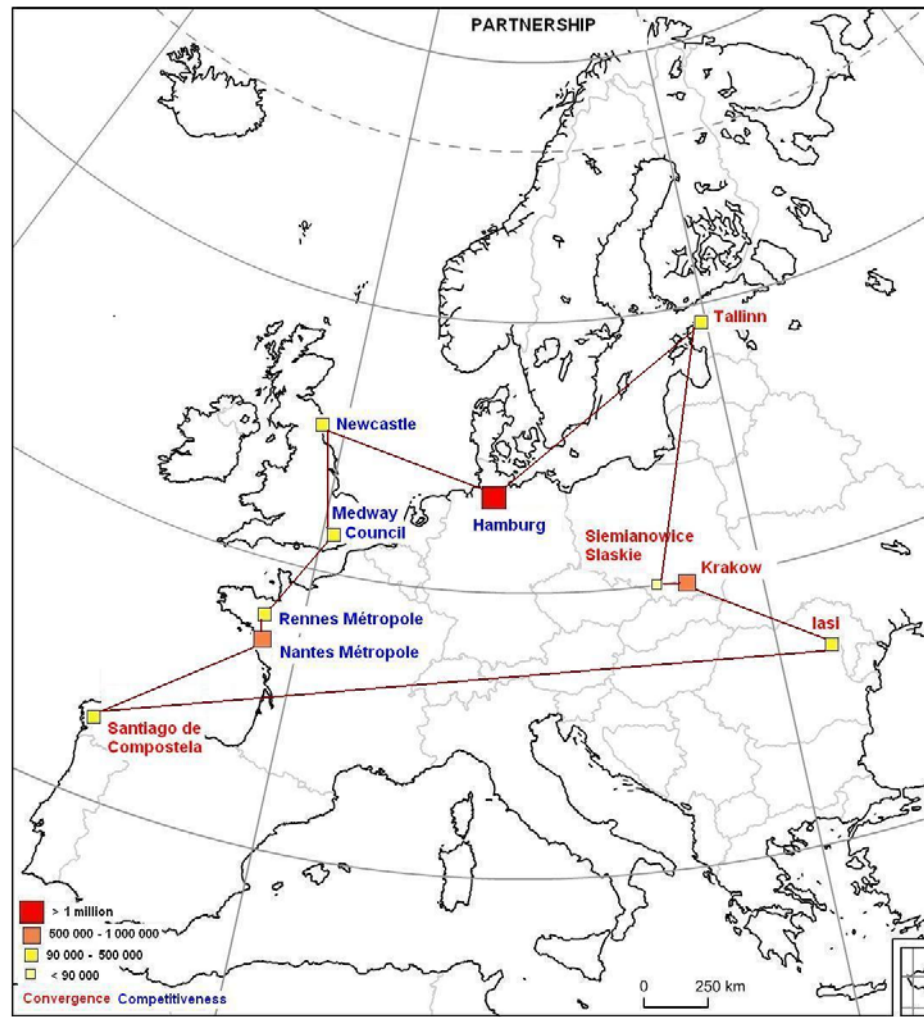 PARTNERSHIP
Tallinn
Newcastle
Medway
Council
Hamburg
Siemianowice
Slaskie
Krakow
Rennes Métropole
Iasi
Nantes Métropole
Santiago de
Compostela
> 1 million
500 000 - 1 000 000
90 000 - 500 000
< 90 000
Convergence Competitiveness
0 250 km